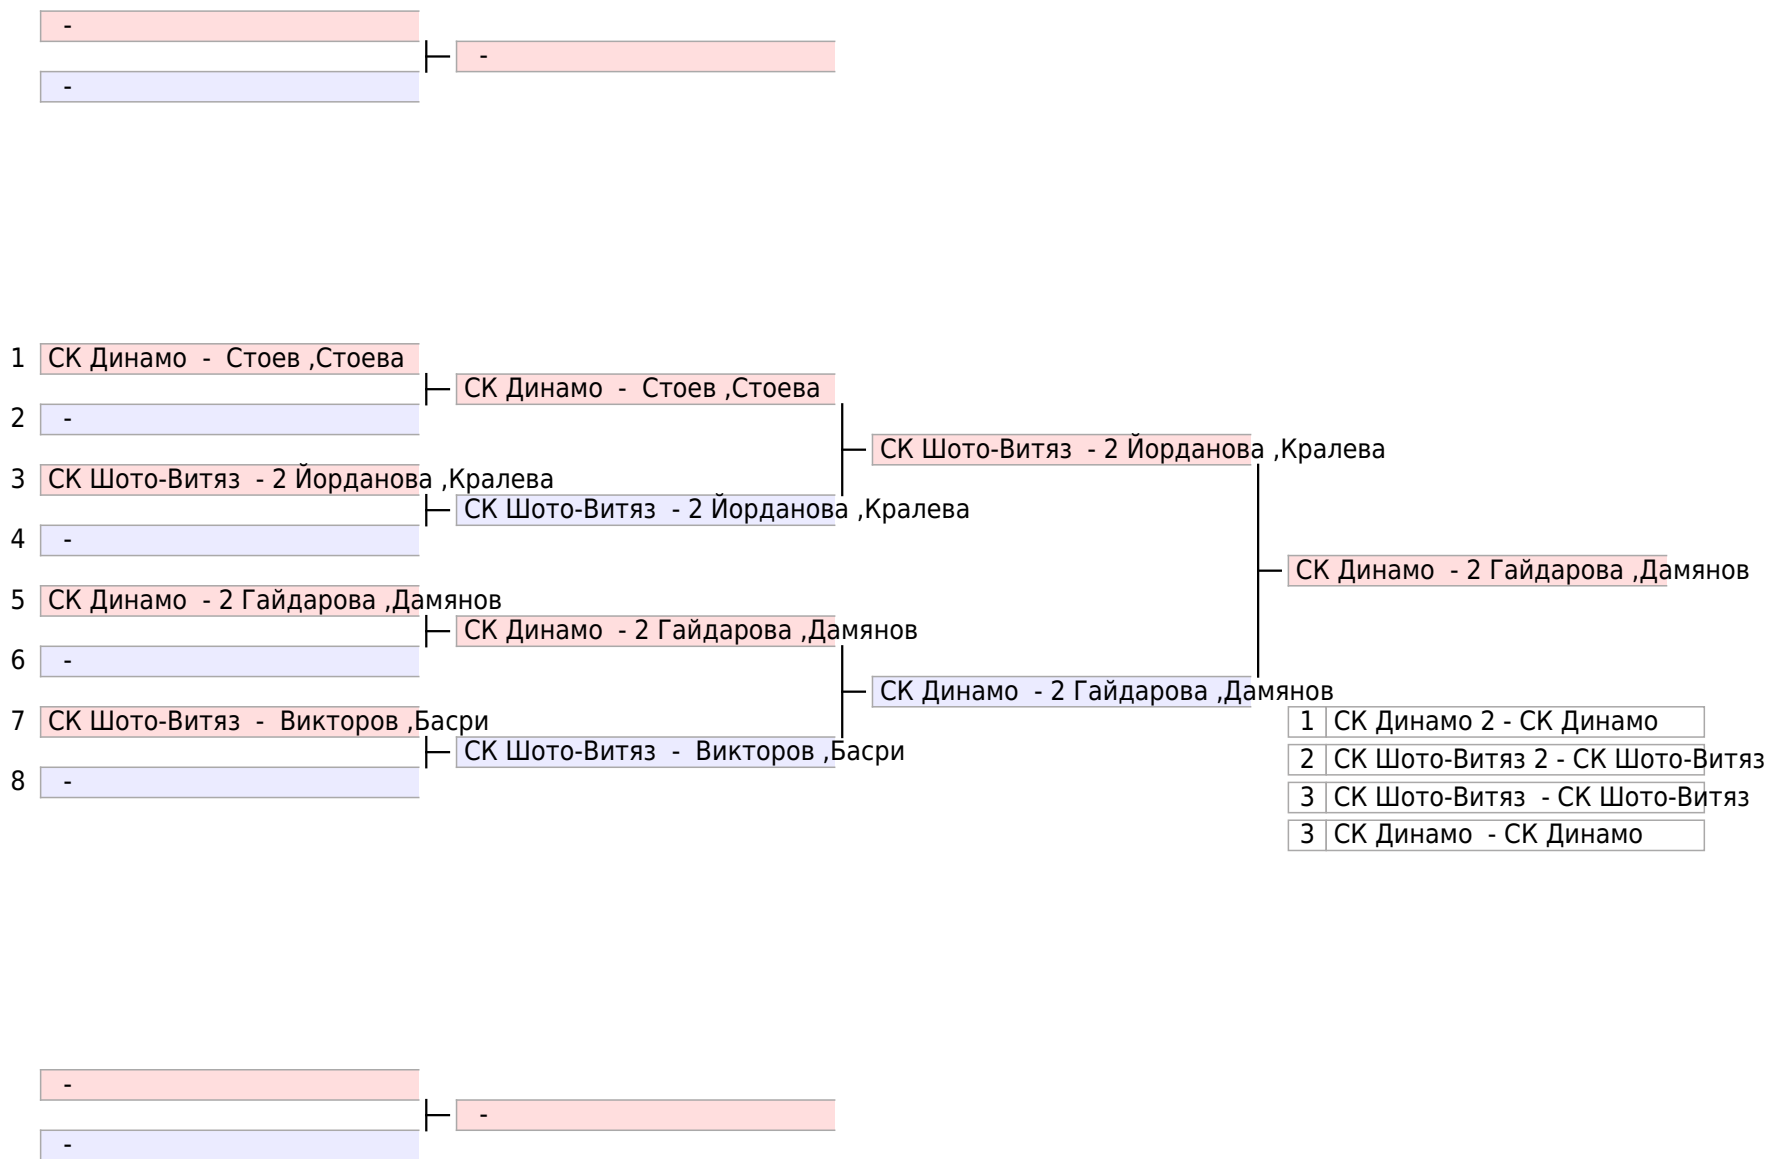 -
-
-
1 СК Динамо - Стоев ,Стоева
СК Динамо - Стоев ,Стоева
2 -
СК Шото-Витяз - 2 Йорданова ,Кралева
3 СК Шото-Витяз - 2 Йорданова ,Кралева
СК Шото-Витяз - 2 Йорданова ,Кралева
4 -
СК Динамо - 2 Гайдарова ,Дамянов
5 СК Динамо - 2 Гайдарова ,Дамянов
СК Динамо - 2 Гайдарова ,Дамянов
6 -
СК Динамо - 2 Гайдарова ,Дамянов
7 СК Шото-Витяз - Викторов ,Басри
СК Шото-Витяз - Викторов ,Басри
8 -
1 СК Динамо 2 - СК Динамо
2 СК Шото-Витяз 2 - СК Шото-Витяз
3 СК Шото-Витяз - СК Шото-Витяз
3 СК Динамо - СК Динамо
-
-
-